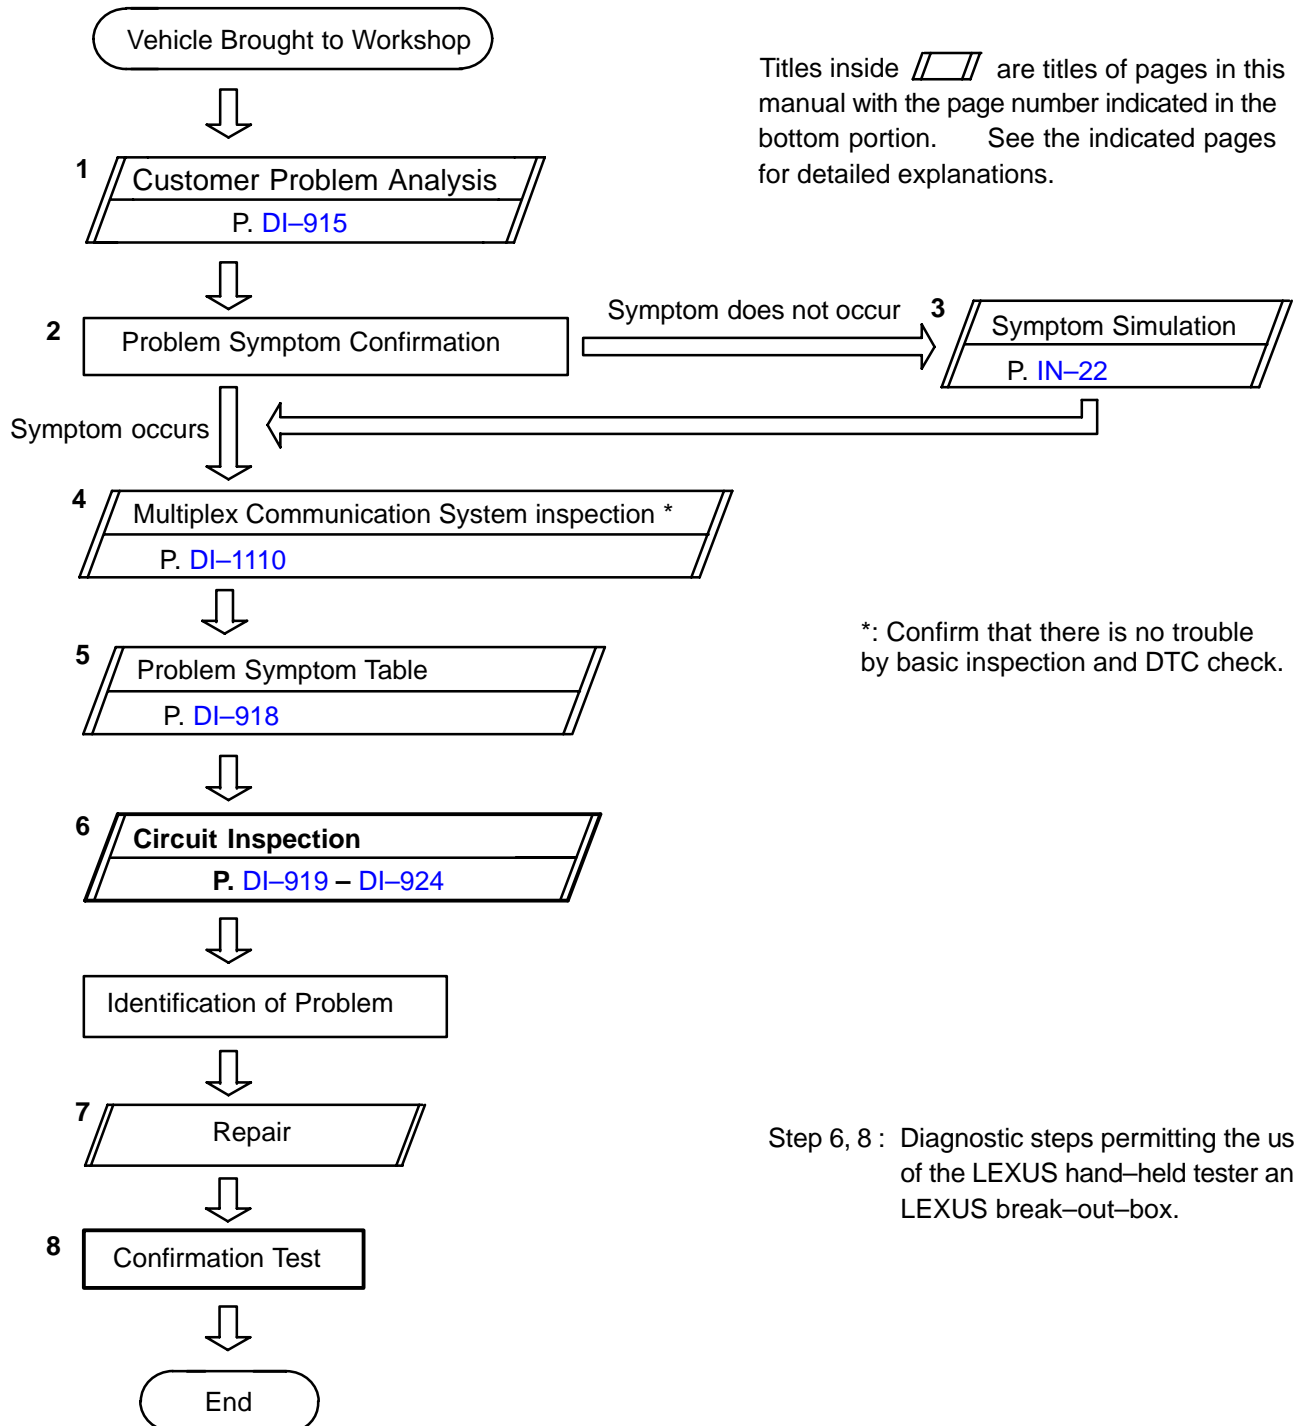 Vehicle Brought to Workshop
Titles inside are titles of pages in this
manual with the page number indicated in the
bottom portion. See the indicated pages
for detailed explanations.
1
Customer Problem Analysis
P. DI–915
2
Problem Symptom Confirmation
Symptom does not occur
3
Symptom Simulation
P. IN–22
Symptom occurs
4
Multiplex Communication System inspection *
P. DI–1110
*: Confirm that there is no trouble
by basic inspection and DTC check.
5
Problem Symptom Table
P. DI–918
6
Circuit Inspection
P. DI–919 – DI–924
Identification of Problem
7
Repair
Step 6, 8 : Diagnostic steps permitting the us
of the LEXUS hand–held tester an
LEXUS break–out–box.
8
Confirmation Test
End